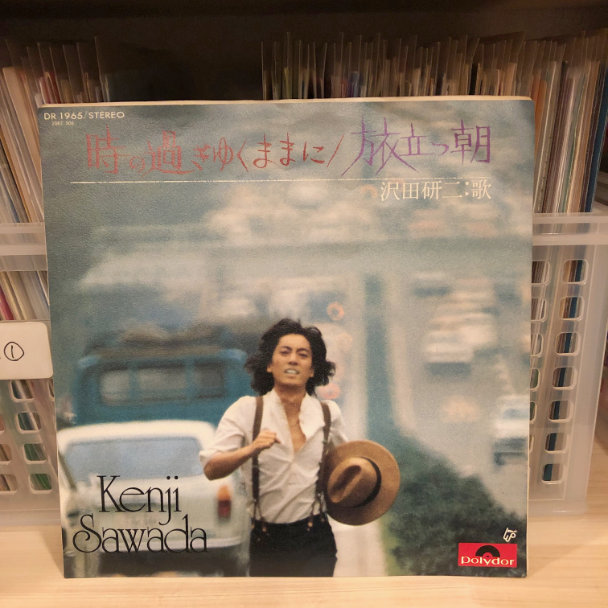 DR 1965/STEREO
時の過ぎゆくままに/旅立つ朝
沢田研二:歌
Kenji
Sawada
polydor
①